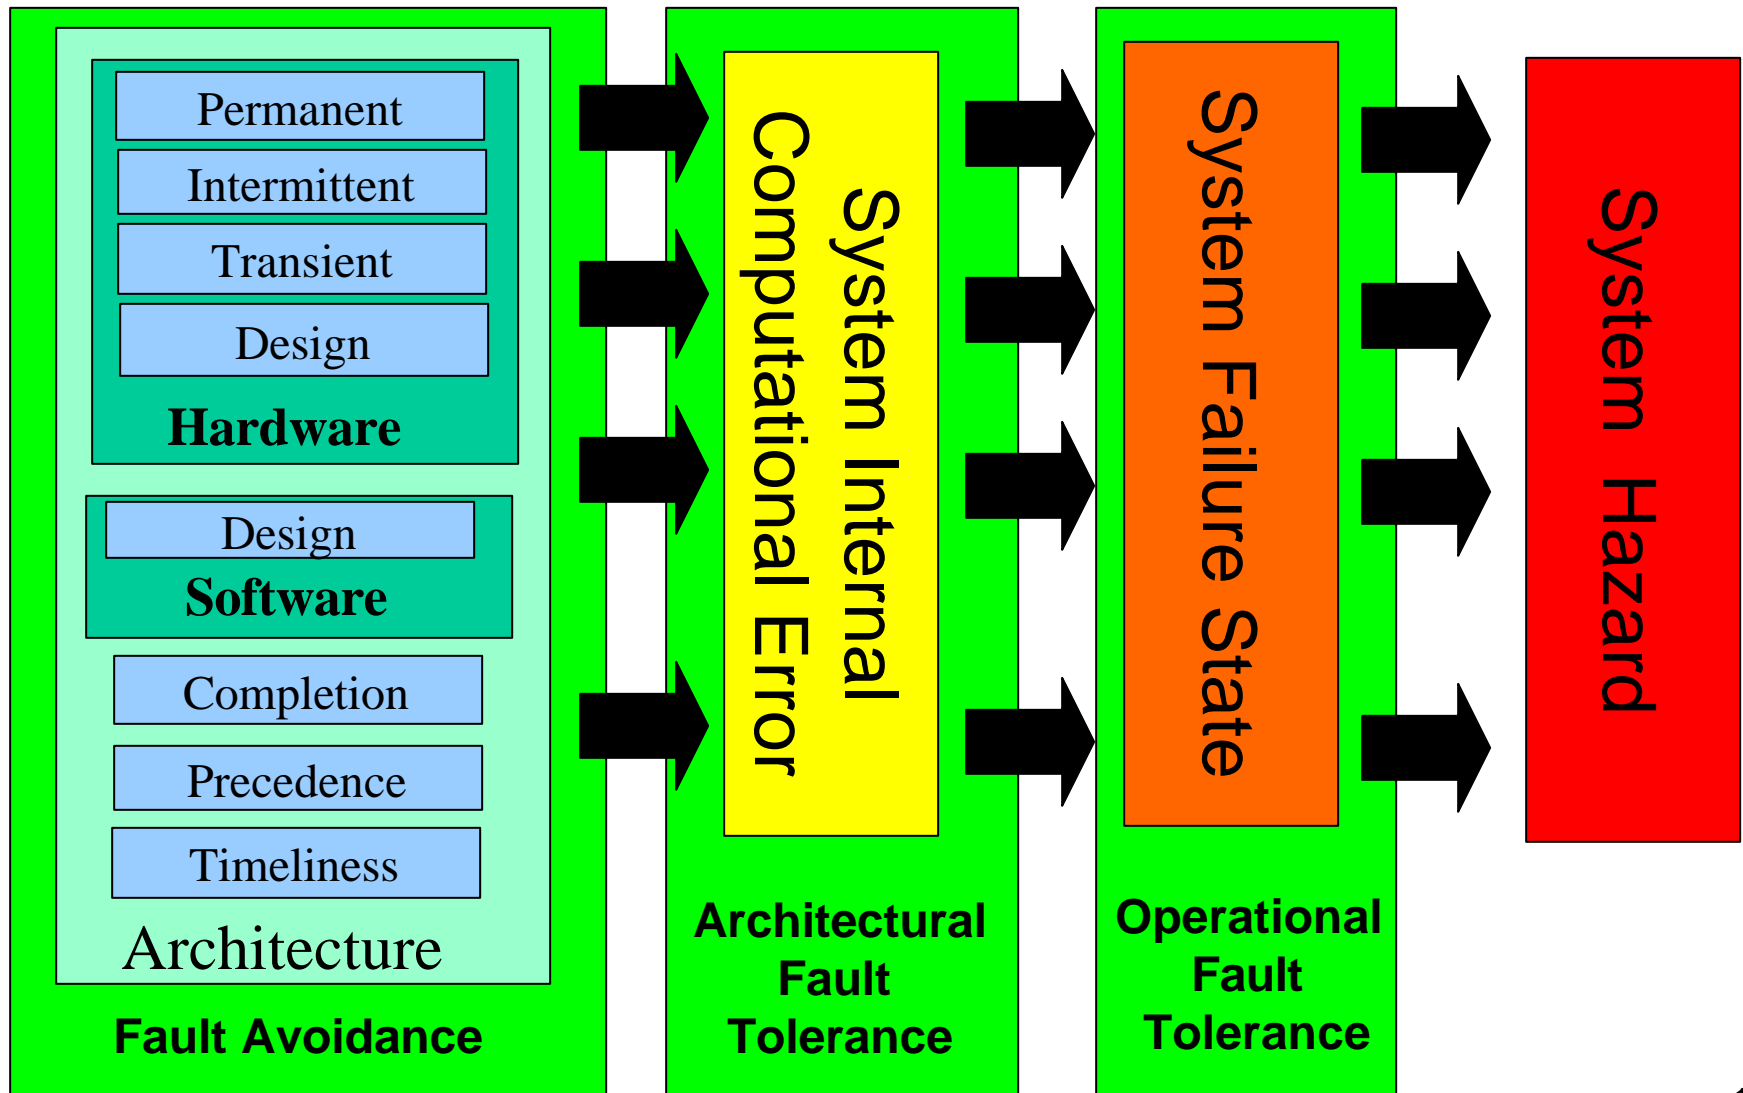 Permanent
Intermittent
Transient
Design
Hardware
Design
Software
Completion
Precedence
Timeliness
Architecture
Fault Avoidance
System Internal
Computational Error
Architectural
Fault
Tolerance
System Failure State
Operational
Fault
Tolerance
System Hazard